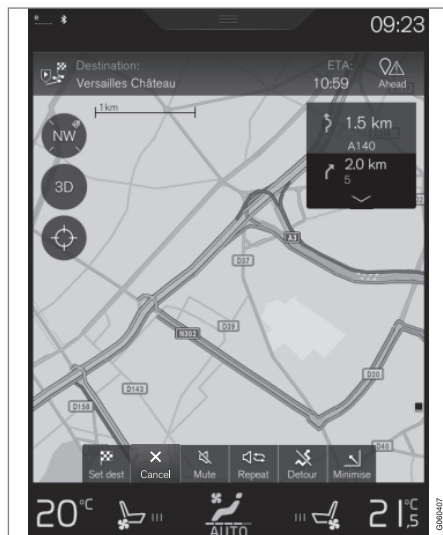 R
09:23
Destination:
Versailles Château
ETA:
10:59
Ahead
1km
NW
1.5 km
A140
2.0 km
5
3D
A3
D37
N302
D39
D20
D143
D158
D40
Set dest
Cancel
Mute
Repeat
Detour
Minimise
20°C
AUTO
21,5°C
G060407